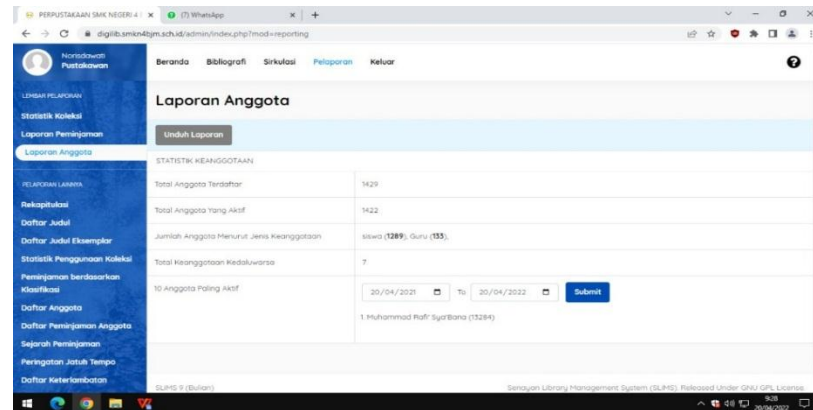 PERPUSTAKAAN SMK NEGERI 4
(7) WhatsApp
digilib.smkn4bjm.sch.id/admin/index.php?mod=reporting
Norisdawati
Pustakawan
Beranda Bibliografi Sirkulasi Pelaporan Keluar
LEMBAR PELAPORAN
Statistik Koleksi
Laporan Peminjaman
Laporan Anggota
PELAPORAN LAINNYA
Rekapitulasi
Daftar Judul
Daftar Judul Eksemplar
Statistik Penggunaan Koleksi
Peminjaman berdasarkan
Klasifikasi
Daftar Anggota
Daftar Peminjaman Anggota
Sejarah Peminjaman
Peringatan Jatuh Tempo
Daftar Keterlambatan
Laporan Anggota
Unduh Laporan
STATISTIK KEANGGOTAAN
Total Anggota Terdaftar 1429
Total Anggota Yang Aktif 1422
Jumlah Anggota Menurut Jenis Keanggotaan siswa (1289), Guru (133),
Total Keanggotaan Kedaluwarsa 7
10 Anggota Paling Aktif 20/04/2021 To 20/04/2022 Submit
1. Muhammad Rafi' Sya'Bana (13284)
SLiMS 9 (Bulian) Senayan Library Management System (SLiMS). Released Under GNU GPL License
9:28
20/04/2022